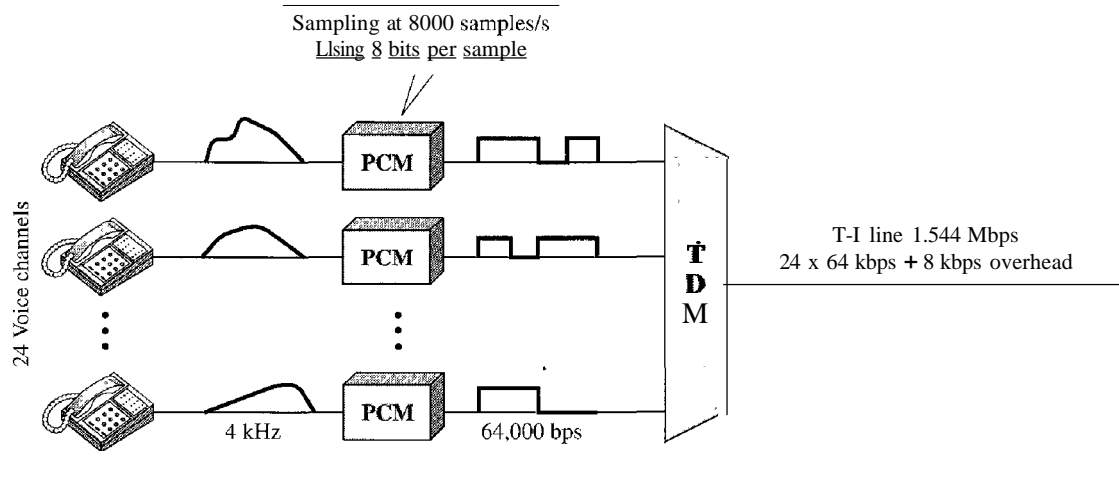 Sampling at 8000 samples/s
Llsing 8 bits per sample
PCM
PCM
T
D
M
T-I line 1.544 Mbps
24 x 64 kbps + 8 kbps overhead
24 Voice channels
PCM
4 kHz
64,000 bps